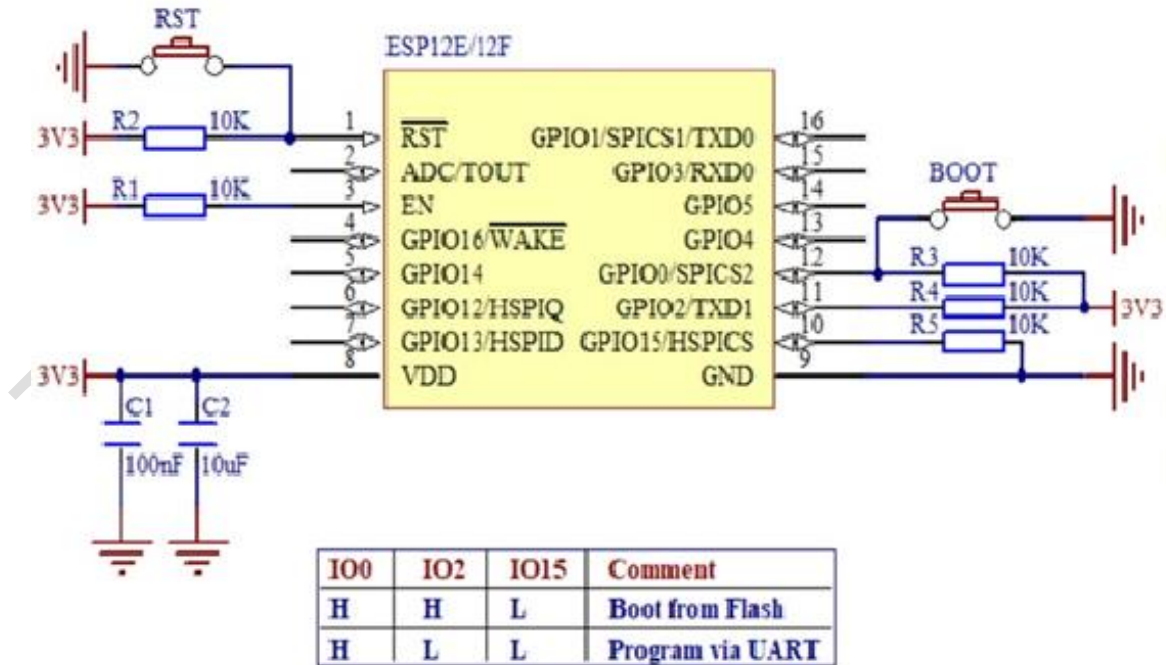 RST
ESP12E/12F
3V3 R2 10K 1 RST GPIO1/SPICS1/TXD0 16
2 ADC/TOUT GPIO3/RXD0 15
3V3 R1 10K 3 EN GPIO5 14
BOOT
4 GPIO16/WAKE GPIO4 13
5 GPIO14 GPIO0/SPICS2 12 R3 10K
6 GPIO12/HSPIQ GPIO2/TXD1 11 R4 10K 3V3
7 GPIO13/HSPID GPIO15/HSPICS 10 R5 10K
3V3 8 VDD GND 9
C1 C2
100nF 10uF
IO0 IO2 IO15 Comment
H H L Boot from Flash
H L L Program via UART